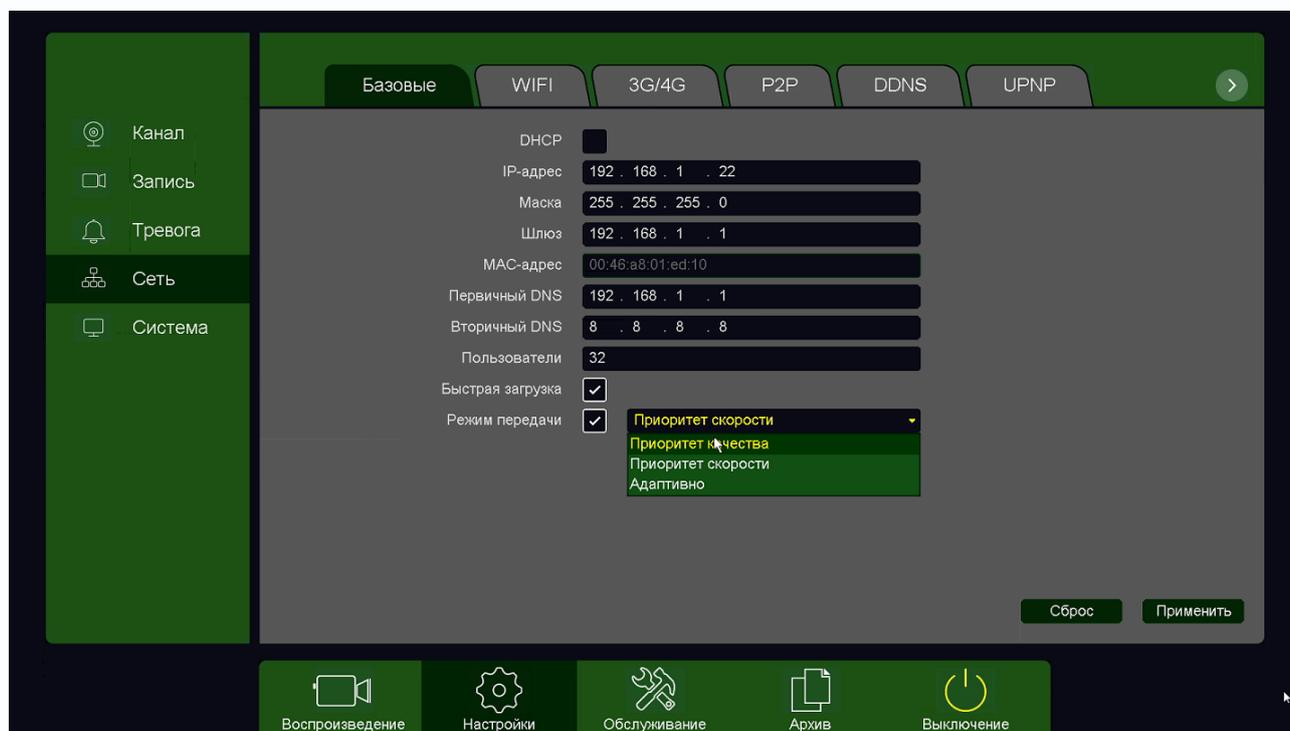 Базовые WIFI 3G/4G P2P DDNS UPNP
Канал
Запись
Тревога
Сеть
Система
DHCP
IP-адрес 192 . 168 . 1 . 22
Маска 255 . 255 . 255 . 0
Шлюз 192 . 168 . 1 . 1
MAC-адрес 00:46:a8:01:ed:10
Первичный DNS 192 . 168 . 1 . 1
Вторичный DNS 8 . 8 . 8 . 8
Пользователи 32
Быстрая загрузка
Режим передачи Приоритет скорости
Приоритет качества
Приоритет скорости
Адаптивно
Сброс Применить
Воспроизведение Настройки Обслуживание Архив Выключение